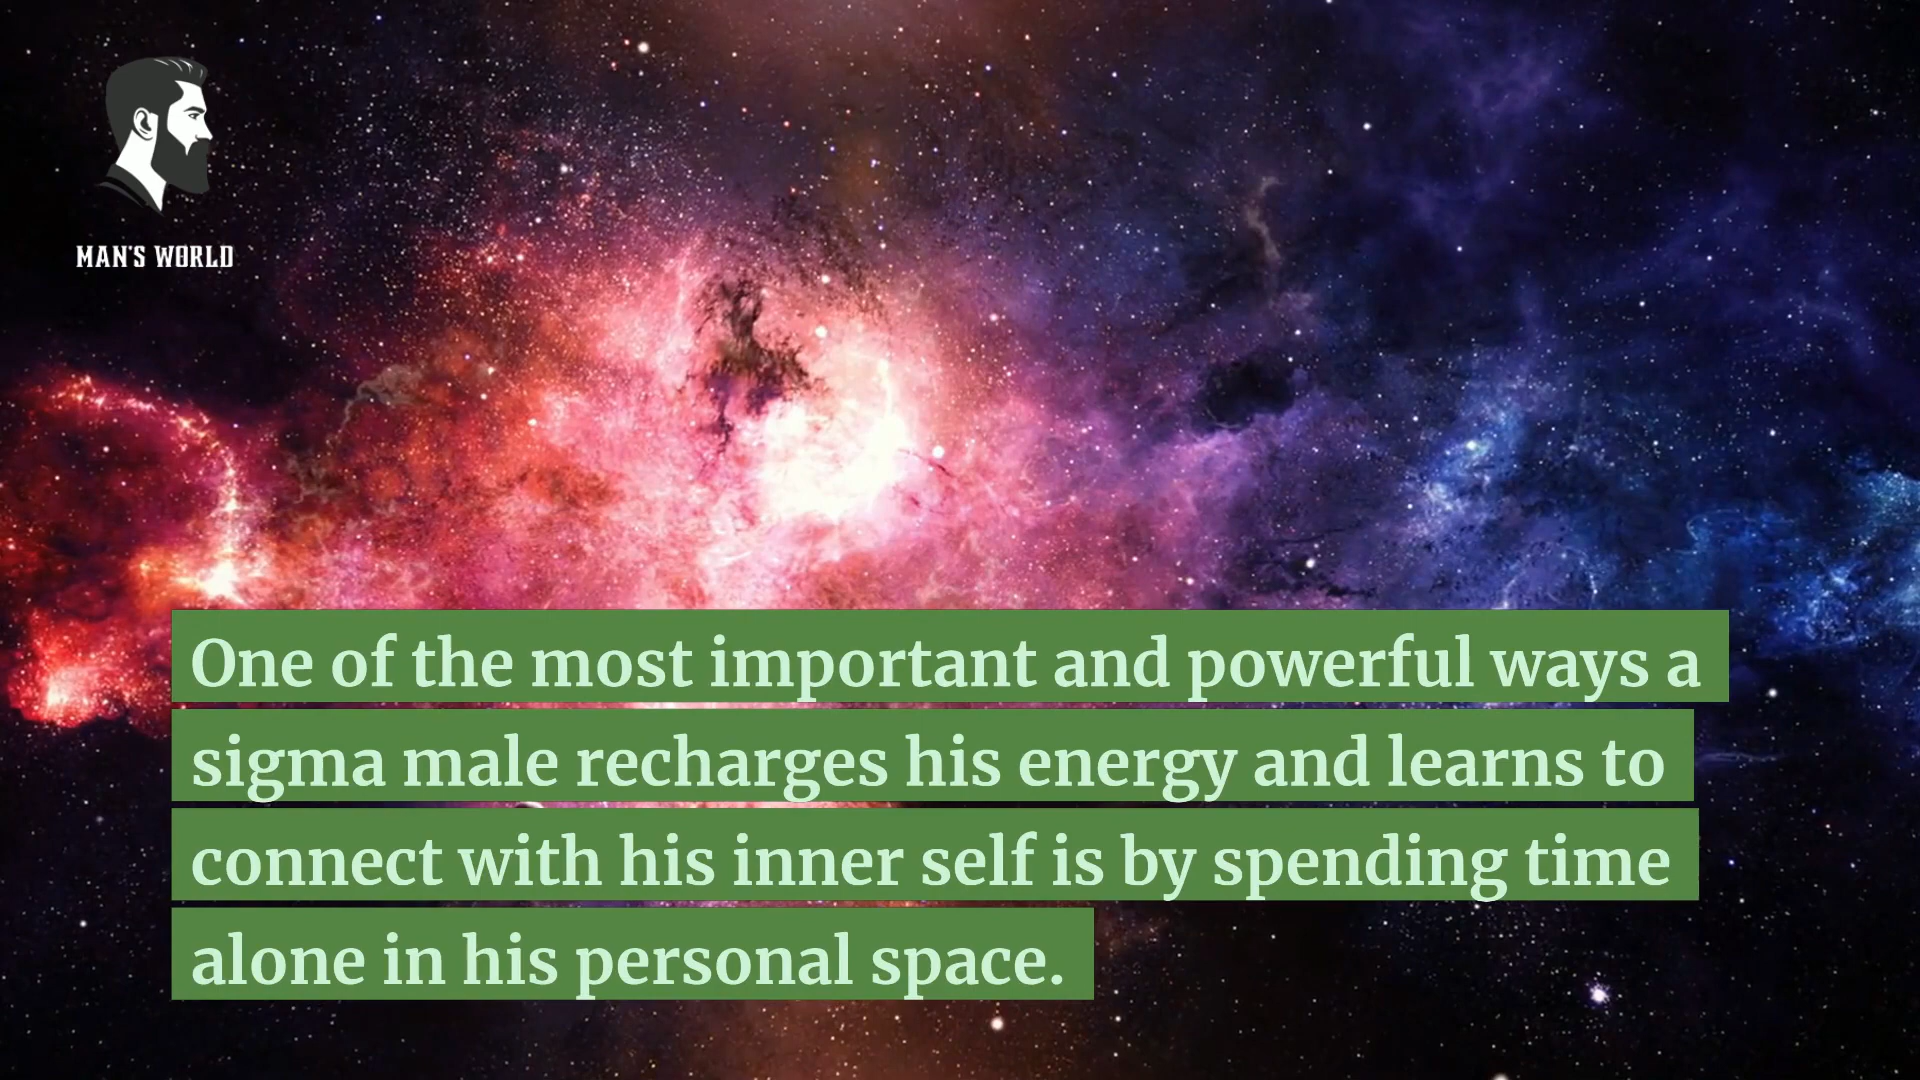 MAN'S WORLD
One of the most important and powerful ways a
sigma male recharges his energy and learns to
connect with his inner self is by spending time
alone in his personal space.